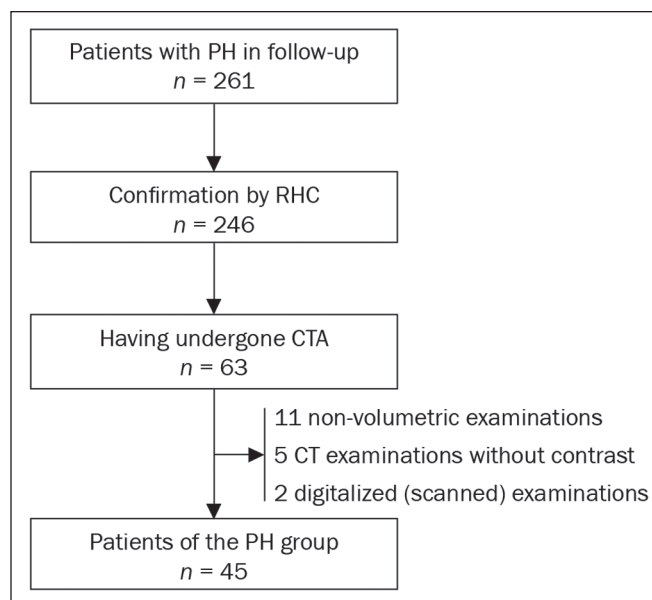 Patients with PH in follow-up
n = 261
Confirmation by RHC
n = 246
Having undergone CTA
n = 63
11 non-volumetric examinations
5 CT examinations without contrast
2 digitalized (scanned) examinations
Patients of the PH group
n = 45